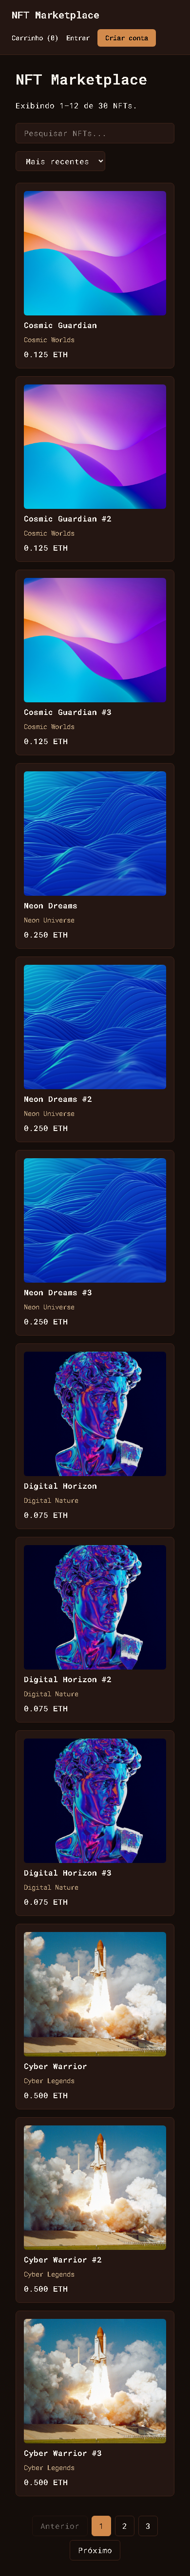 NFT Marketplace
Carrinho (0) Entrar Criar conta
NFT Marketplace
Exibindo 1–12 de 30 NFTs.
Pesquisar NFTs...
Mais recentes
Cosmic Guardian
Cosmic Worlds
0.125 ETH
Cosmic Guardian #2
Cosmic Worlds
0.125 ETH
Cosmic Guardian #3
Cosmic Worlds
0.125 ETH
Neon Dreams
Neon Universe
0.250 ETH
Neon Dreams #2
Neon Universe
0.250 ETH
Neon Dreams #3
Neon Universe
0.250 ETH
Digital Horizon
Digital Nature
0.075 ETH
Digital Horizon #2
Digital Nature
0.075 ETH
Digital Horizon #3
Digital Nature
0.075 ETH
Cyber Warrior
Cyber Legends
0.500 ETH
Cyber Warrior #2
Cyber Legends
0.500 ETH
Cyber Warrior #3
Cyber Legends
0.500 ETH
Anterior 1 2 3
Próximo